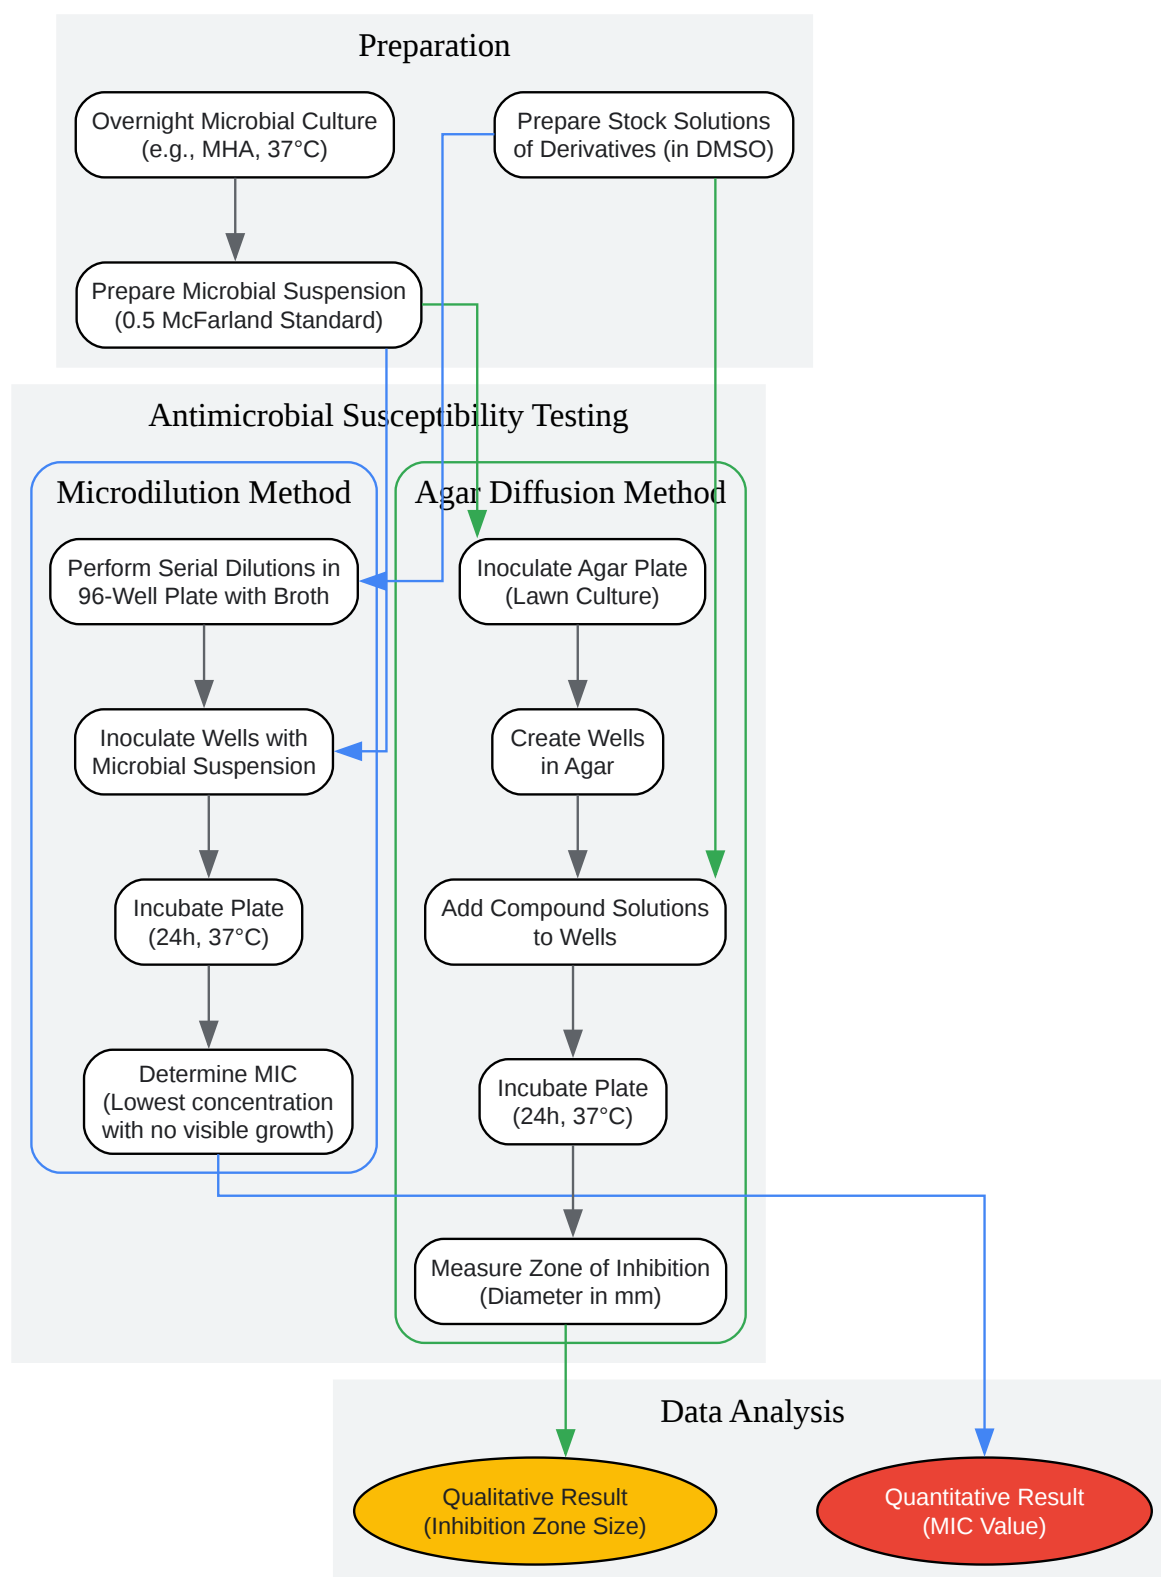 Preparation
Overnight Microbial Culture
(e.g., MHA, 37°C)
Prepare Stock Solutions
of Derivatives (in DMSO)
Prepare Microbial Suspension
(0.5 McFarland Standard)
Antimicrobial Susceptibility Testing
Microdilution Method
Perform Serial Dilutions in
96-Well Plate with Broth
Inoculate Wells with
Microbial Suspension
Incubate Plate
(24h, 37°C)
Determine MIC
(Lowest concentration
with no visible growth)
Agar Diffusion Method
Inoculate Agar Plate
(Lawn Culture)
Create Wells
in Agar
Add Compound Solutions
to Wells
Incubate Plate
(24h, 37°C)
Measure Zone of Inhibition
(Diameter in mm)
Data Analysis
Qualitative Result
(Inhibition Zone Size)
Quantitative Result
(MIC Value)